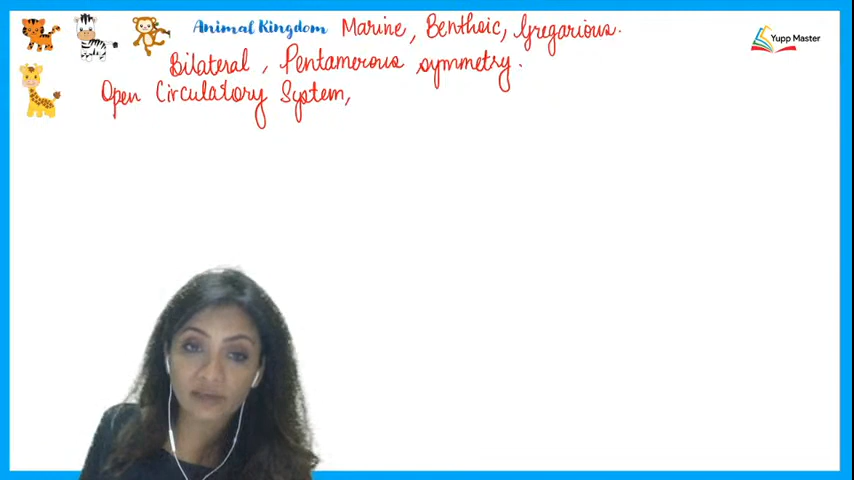 Animal Kingdom Marine, Benthoic, Gregarious.
Yupp Master
Bilateral, Pentamerous symmetry.
Open Circulatory System,